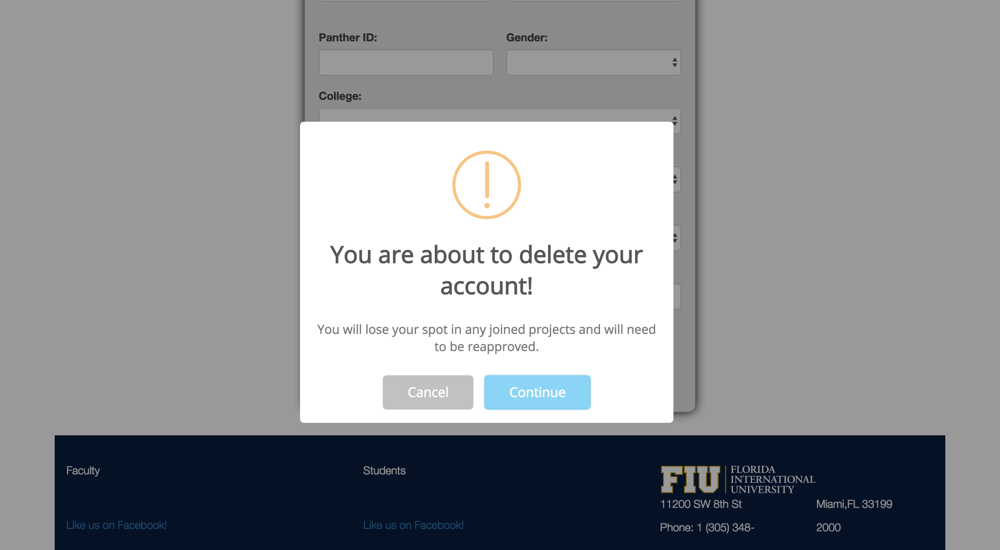 Panther ID:
Gender:
College:
You are about to delete your
account!
You will lose your spot in any joined projects and will need
to be reapproved.
Cancel
Continue
Faculty
Students
FIU
FLORIDA
INTERNATIONAL
UNIVERSITY
11200 SW 8th St
Miami,FL 33199
Like us on Facebook!
Like us on Facebook!
Phone: 1 (305) 348-
2000